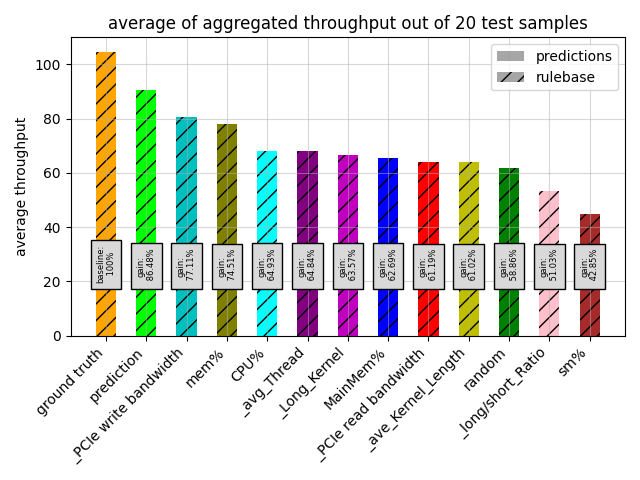 average of aggregated throughput out of 20 test samples
predictions
rulebase
average throughput
100
80
60
40
20
0
baseline:
100%
gain:
86.48%
gain:
77.11%
gain:
74.51%
gain:
64.93%
gain:
64.84%
gain:
63.57%
gain:
62.69%
gain:
61.19%
gain:
61.02%
gain:
58.86%
gain:
51.03%
gain:
42.85%
ground truth
prediction
_PCIe write bandwidth
mem%
CPU%
_avg_Thread
_Long_Kernel
MainMem%
_PCIe read bandwidth
_ave_Kernel_Length
random
_long/short_Ratio
sm%